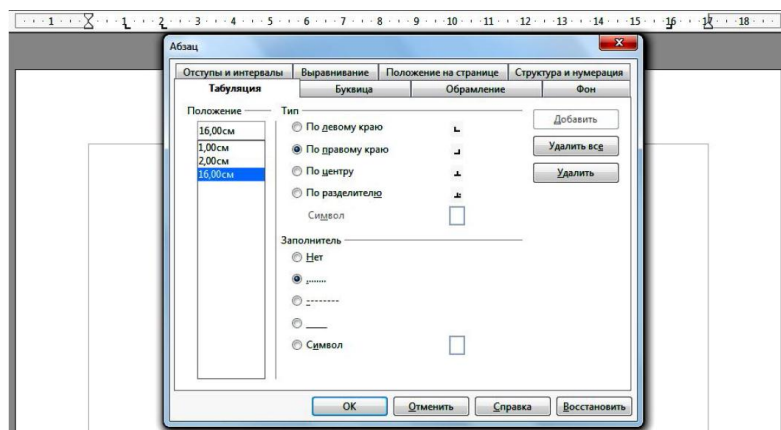 1 1 2 3 4 5 6 7 8 9 10 11 12 13 14 15 16 17 18
Абзац
Отступы и интервалы Выравнивание Положение на странице Структура и нумерация
Табуляция Буквица Обрамление Фон
Положение Тип
16,00см По левому краю Добавить
1,00см По правому краю Удалить все
2,00см
16,00см По центру Удалить
По разделителю
Символ
Заполнитель
Нет
........
--------
____
Символ
OK Отменить Справка Восстановить